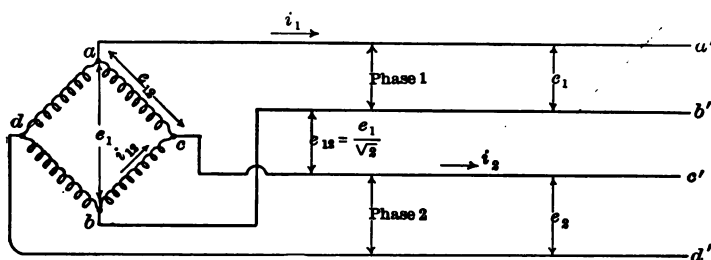 i₁
a a'
e₁₂
Phase 1 e₁
d e₁ b'
i₁₂ c e₁₂ = e₁/√2 i₂
c'
b Phase 2 e₂
d'